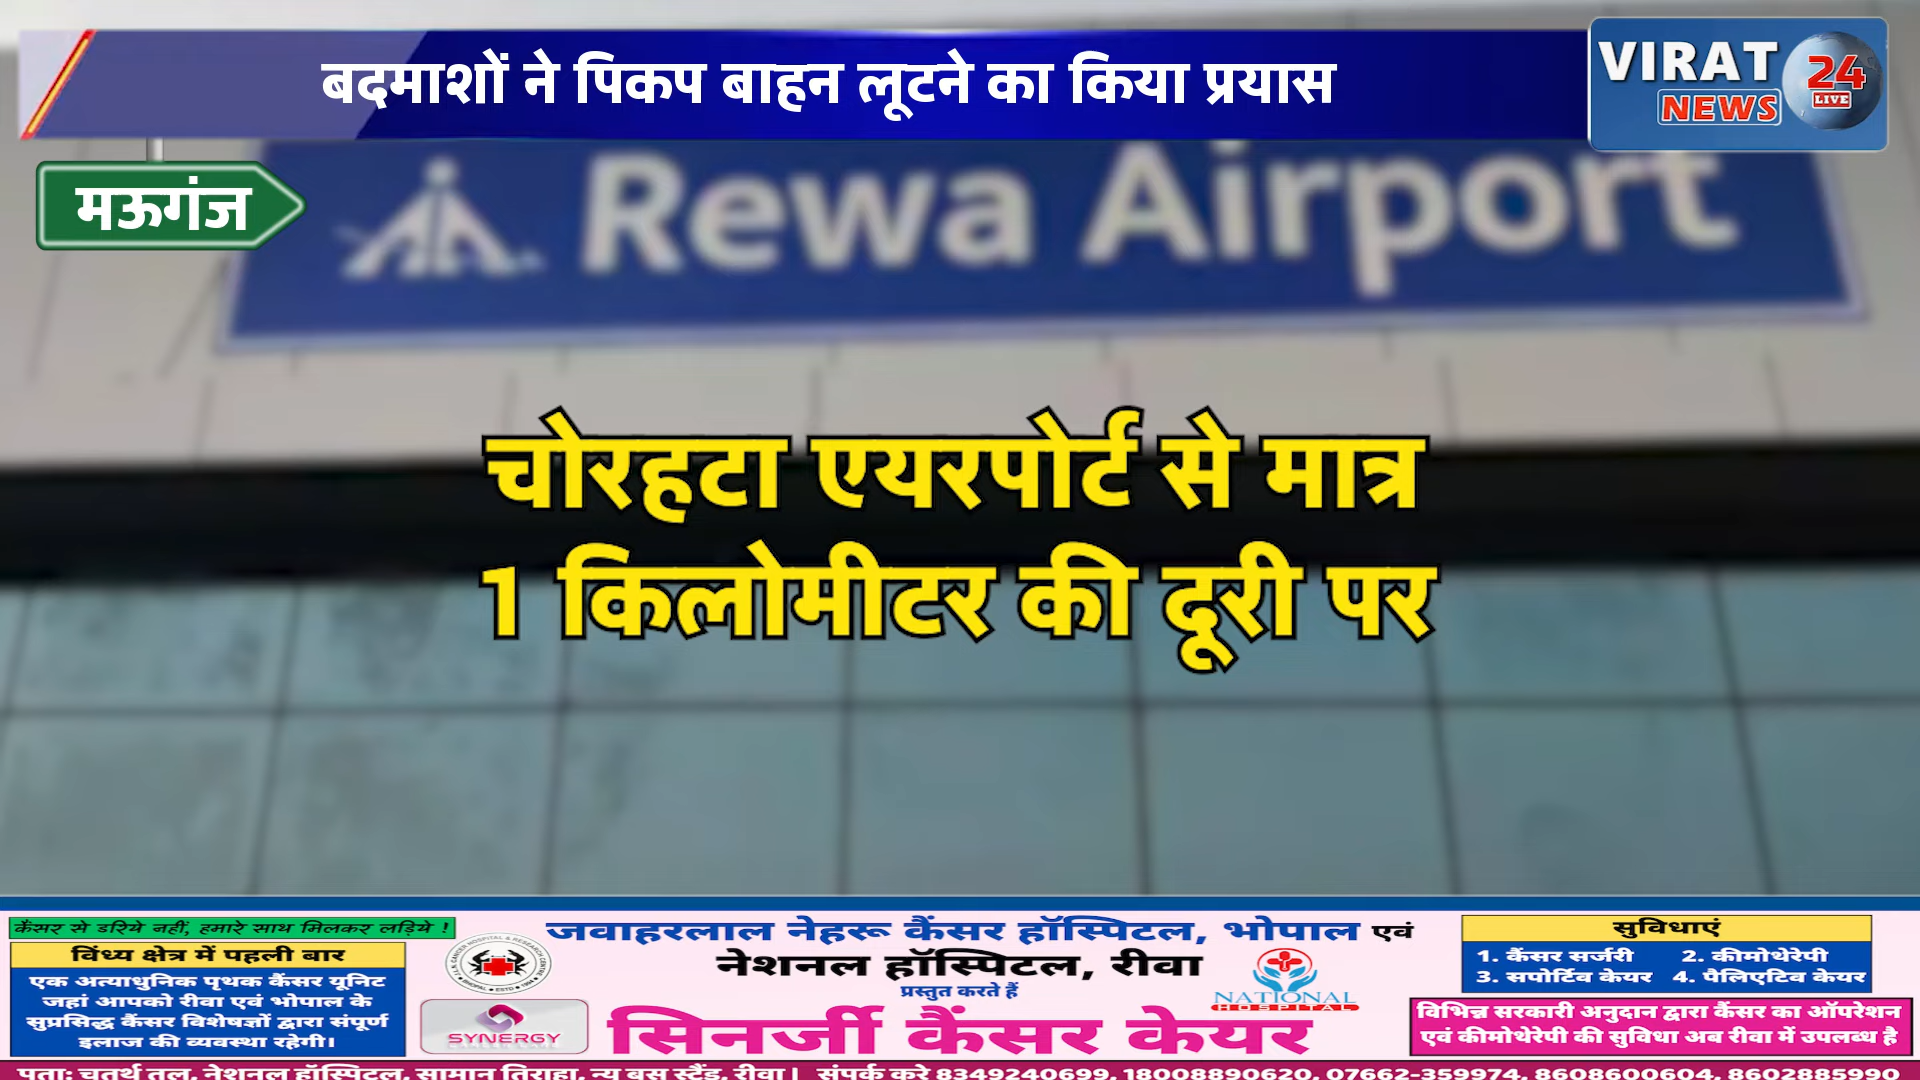 बदमाशों ने पिकप बाहन लूटने का किया प्रयास
VIRAT
NEWS
24
LIVE
मऊगंज
Rewa Airport
चोरहटा एयरपोर्ट से मात्र
1 किलोमीटर की दूरी पर
कैंसर से डरिये नहीं, हमारे साथ मिलकर लड़िये !
विंध्य क्षेत्र में पहली बार
एक अत्याधुनिक पृथक कैंसर यूनिट
जहां आपको रीवा एवं भोपाल के
सुप्रसिद्ध कैंसर विशेषज्ञों द्वारा संपूर्ण
इलाज की व्यवस्था रहेगी।
SYNERGY
जवाहरलाल नेहरू कैंसर हॉस्पिटल, भोपाल एवं
नेशनल हॉस्पिटल, रीवा
प्रस्तुत करते हैं
NATIONAL
HOSPITAL
सिनर्जी कैंसर केयर
सुविधाएं
1. कैंसर सर्जरी 2. कीमोथेरेपी
3. सपोर्टिव केयर 4. पैलिएटिव केयर
विभिन्न सरकारी अनुदान द्वारा कैंसर का ऑपरेशन
एवं कीमोथेरेपी की सुविधा अब रीवा में उपलब्ध है
पता: चतुर्थ तल, नेशनल हॉस्पिटल, सामान तिराहा, न्यू बस स्टैंड, रीवा। संपर्क करे 8349240699, 18008890620, 07662-359974, 8608600604, 8602885990